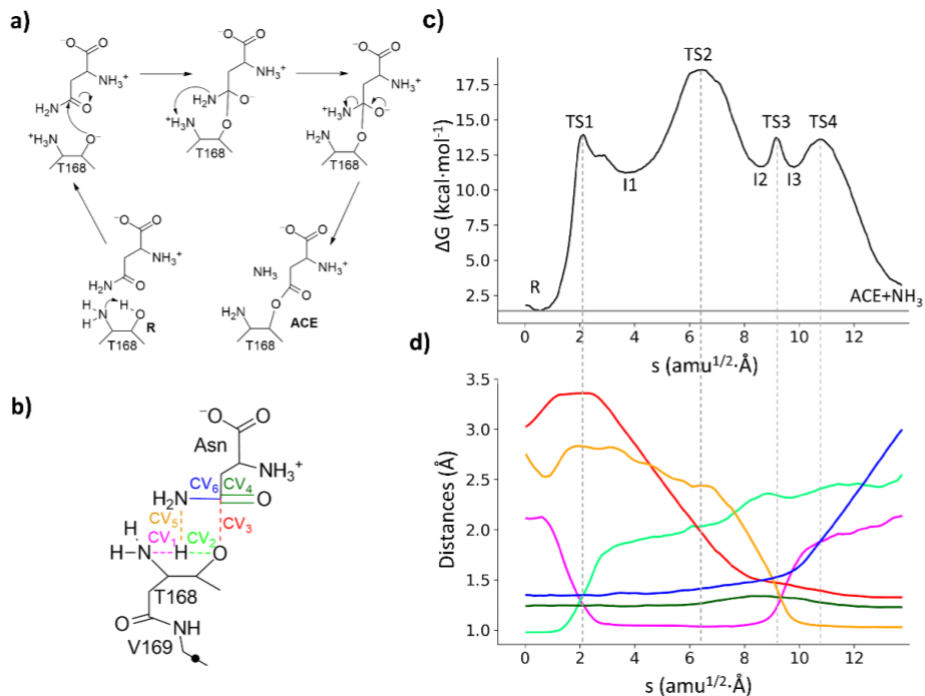 a)
⁻O
O
NH₃⁺
H₂N
O
⁺H₃N
O⁻
T168
⁻O
O
NH₃⁺
H₂N
O⁻
⁺H₃N
O
T168
⁻O
O
NH₃⁺
⁺H₃N
O⁻
H₂N
O
T168
⁻O
O
NH₃⁺
H₂N
O
H
N
H
H
O
R
T168
⁻O
O
NH₃⁺
NH₃
O
O
H₂N
ACE
T168
b)
⁻O
O
Asn
NH₃⁺
CV₆
CV₄
H₂N
O
CV₅
CV₃
H
CV₁
CV₂
O
H-N
H
T168
O
NH
V169
c)
ΔG (kcal·mol⁻¹)
17.5
15.0
12.5
10.0
7.5
5.0
2.5
TS1
TS2
TS3
TS4
R
I1
I2
I3
ACE+NH₃
0
2
4
6
8
10
12
s (amu¹ᐟ²·Å)
d)
Distances (Å)
3.5
3.0
2.5
2.0
1.5
1.0
0
2
4
6
8
10
12
s (amu¹ᐟ²·Å)